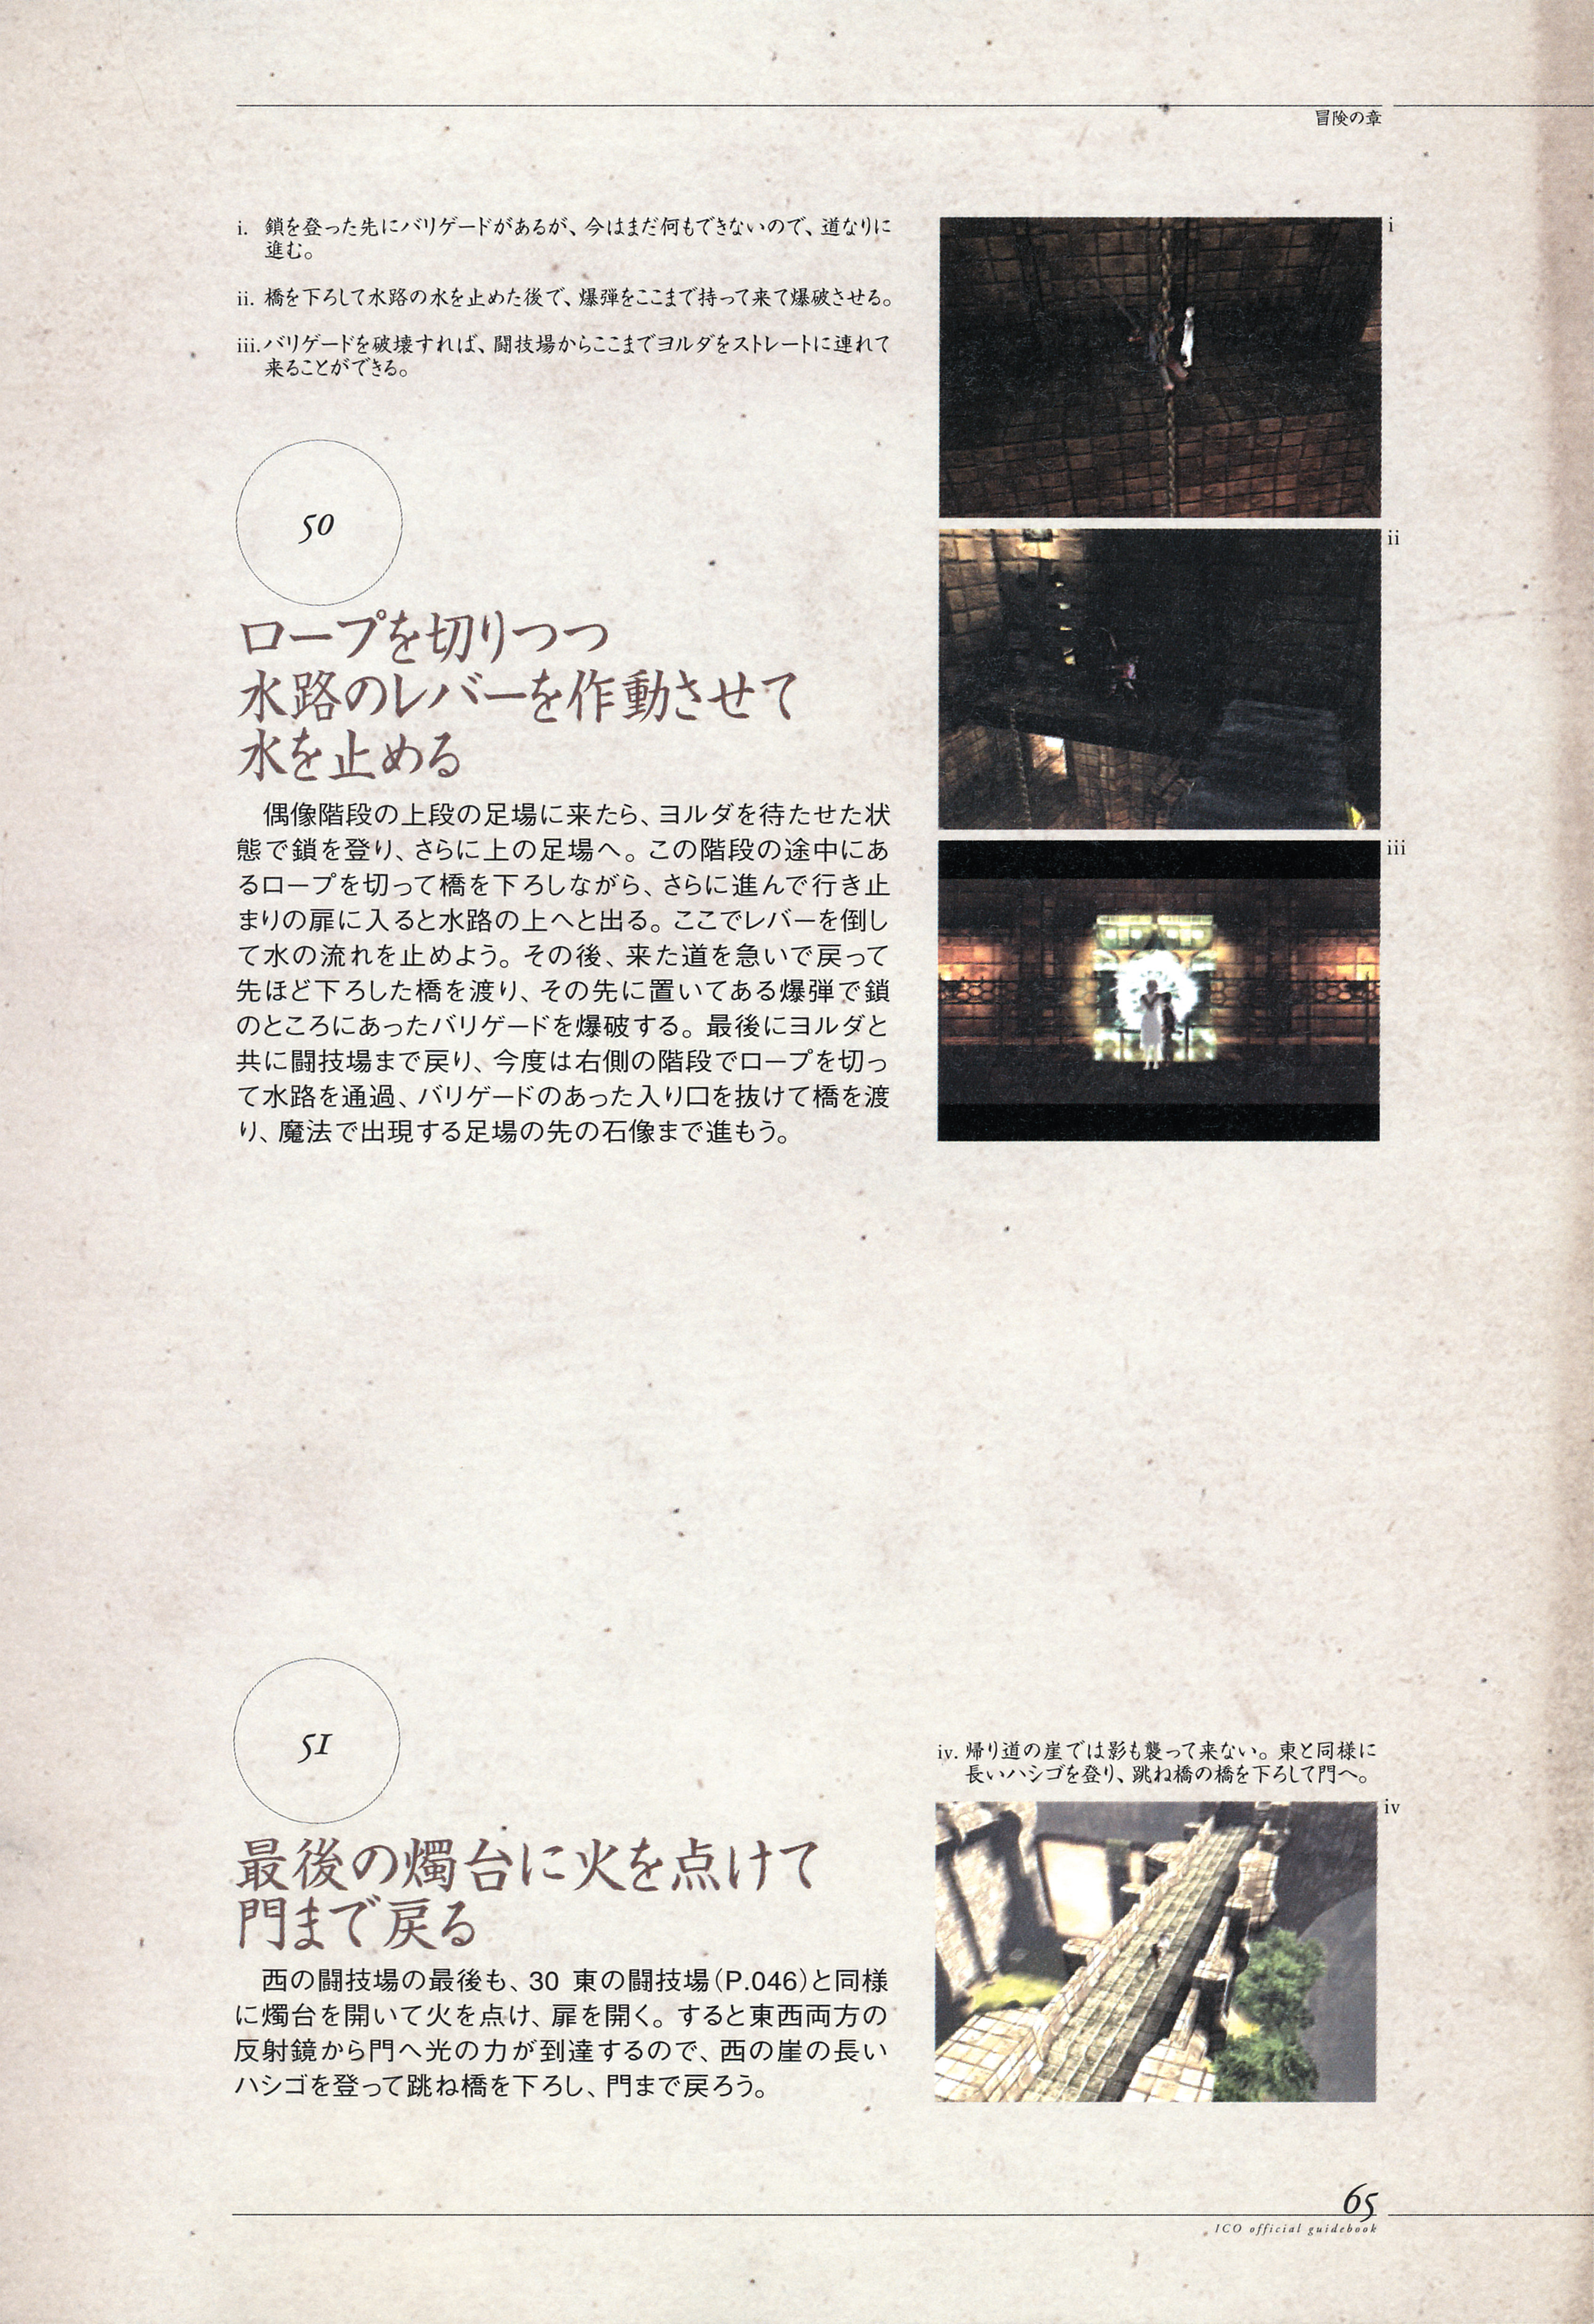 冒険の章
i. 鎖を登った先にバリゲードがあるが、今はまだ何もできないので、道なりに
進む。
ii. 橋を下ろして水路の水を止めた後で、爆弾をここまで持って来て爆破させる。
iii. バリゲードを破壊すれば、闘技場からここまでヨルダをストレートに連れて
来ることができる。
i
ii
iii
50
ロープを切りつつ
水路のレバーを作動させて
水を止める
偶像階段の上段の足場に来たら、ヨルダを待たせた状
態で鎖を登り、さらに上の足場へ。この階段の途中にあ
るロープを切って橋を下ろしながら、さらに進んで行き止
まりの扉に入ると水路の上へと出る。ここでレバーを倒し
て水の流れを止めよう。その後、来た道を急いで戻って
先ほど下ろした橋を渡り、その先に置いてある爆弾で鎖
のところにあったバリゲードを爆破する。最後にヨルダと
共に闘技場まで戻り、今度は右側の階段でロープを切っ
て水路を通過、バリゲードのあった入り口を抜けて橋を渡
り、魔法で出現する足場の先の石像まで進もう。
51
最後の燭台に火を点けて
門まで戻る
西の闘技場の最後も、30 東の闘技場(P.046)と同様
に燭台を開いて火を点け、扉を開く。すると東西両方の
反射鏡から門へ光の力が到達するので、西の崖の長い
ハシゴを登って跳ね橋を下ろし、門まで戻ろう。
iv. 帰り道の崖では影も襲って来ない。東と同様に
長いハシゴを登り、跳ね橋の橋を下ろして門へ。
iv
65
ICO official guidebook